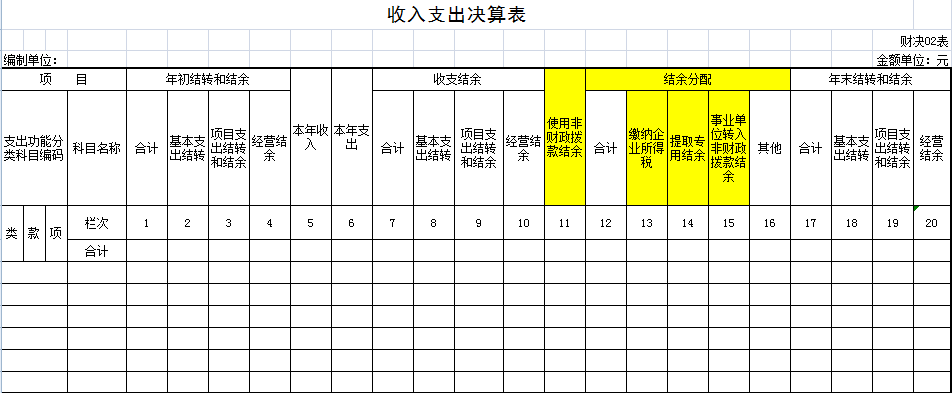 收入支出决算表
财决02表
编制单位: 金额单位: 元
项 目 年初结转和结余 本年收入 本年支出 收支结余 使用非财政拨款结余 结余分配 年末结转和结余
支出功能分类科目编码 科目名称 合计 基本支出结转 项目支出结转和结余 经营结余 合计 基本支出结转 项目支出结转和结余 经营结余 合计 缴纳企业所得税 提取专用结余 事业单位转入非财政拨款结余 其他 合计 基本支出结转 项目支出结转和结余 经营结余
类 款 项 栏次 1 2 3 4 5 6 7 8 9 10 11 12 13 14 15 16 17 18 19 20
合计